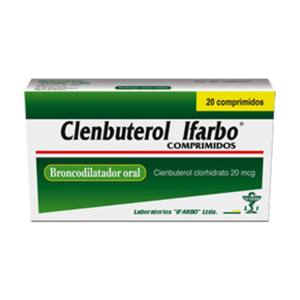 20 comprimidos
Clenbuterol Ifarbo®
COMPRIMIDOS
Broncodilatador oral
Clenbuterol clorhidrato 20 mcg
Laboratorios "IFARBO" Ltda.